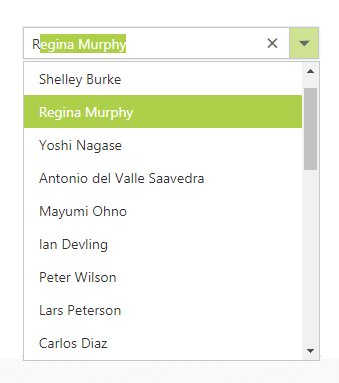 Regina Murphy
Shelley Burke
Regina Murphy
Yoshi Nagase
Antonio del Valle Saavedra
Mayumi Ohno
Ian Devling
Peter Wilson
Lars Peterson
Carlos Diaz